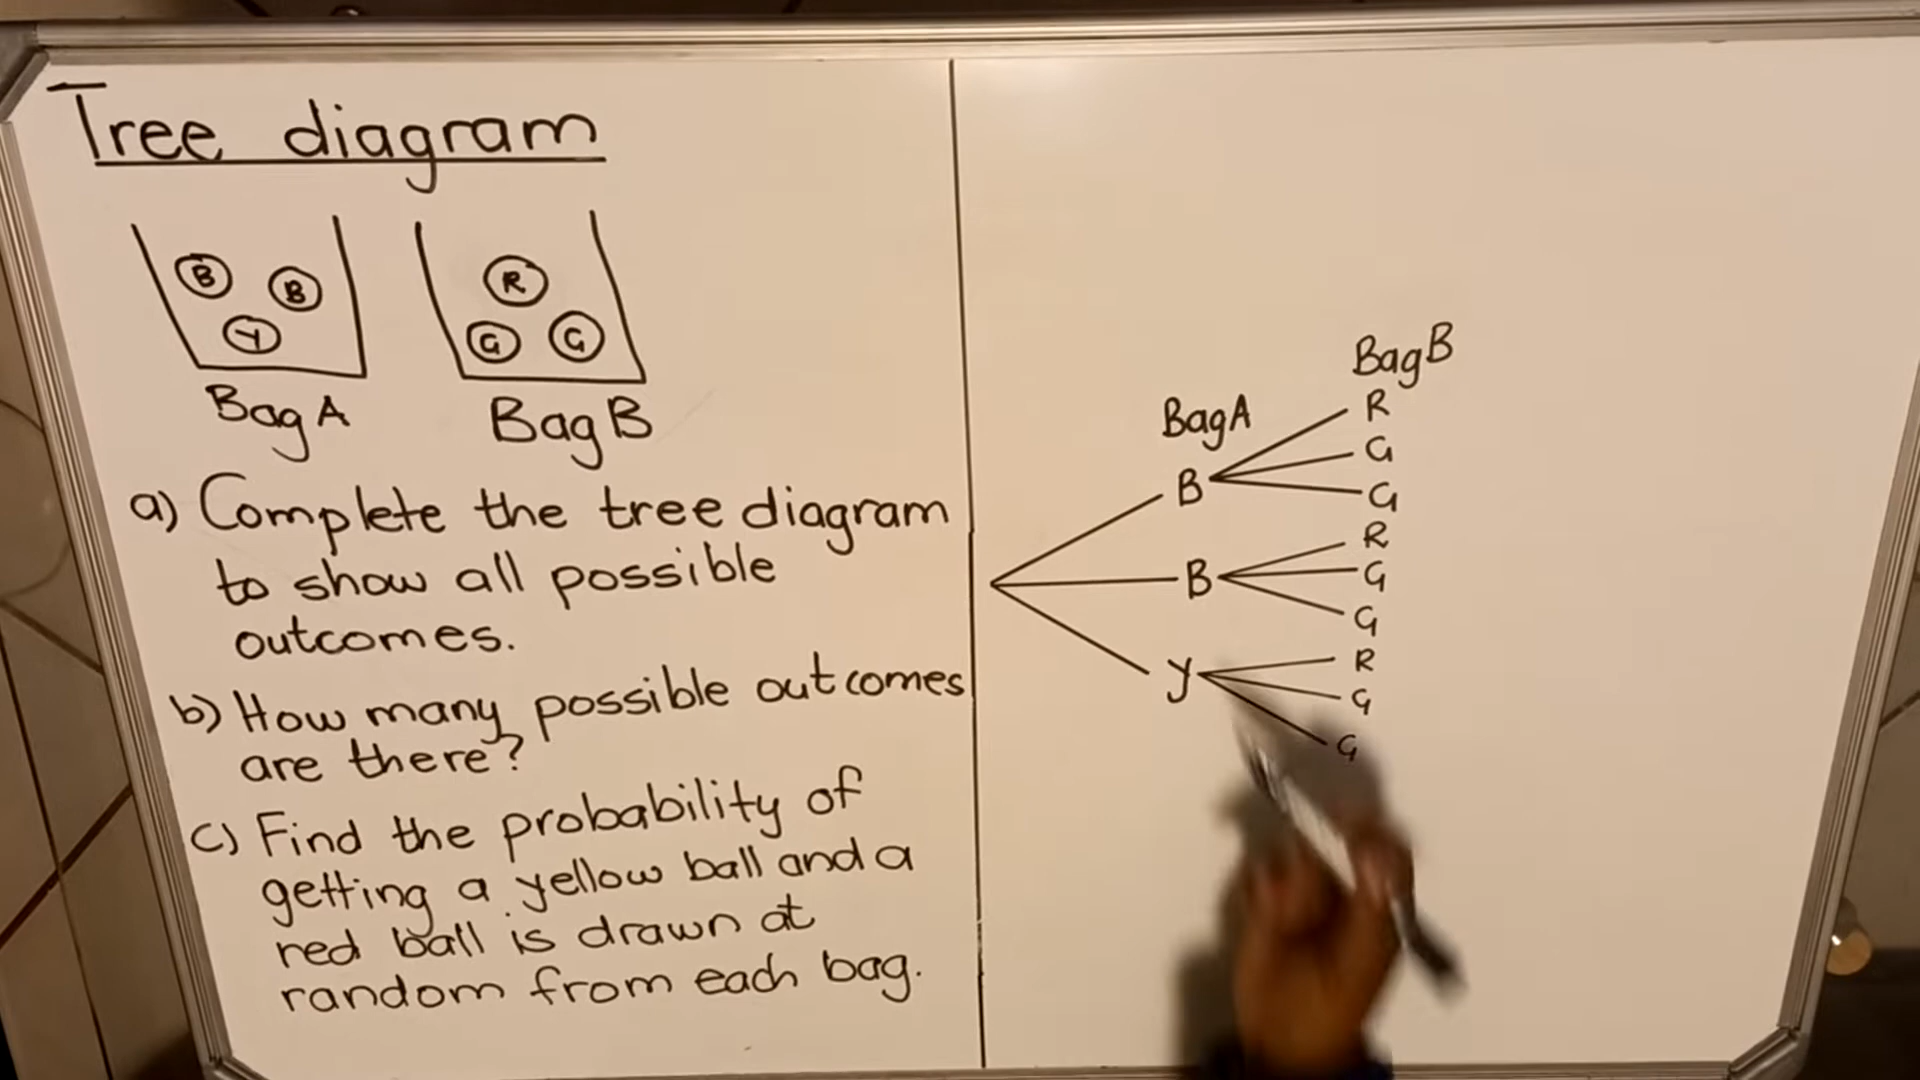 Tree diagram
B B
Y
Bag A
R
G G
Bag B
a) Complete the tree diagram
to show all possible
outcomes.
b) How many possible outcomes
are there?
c) Find the probability of
getting a yellow ball and a
red ball is drawn at
random from each bag.
Bag A
Bag B
B
R
G
G
B
R
G
G
y
R
G
G